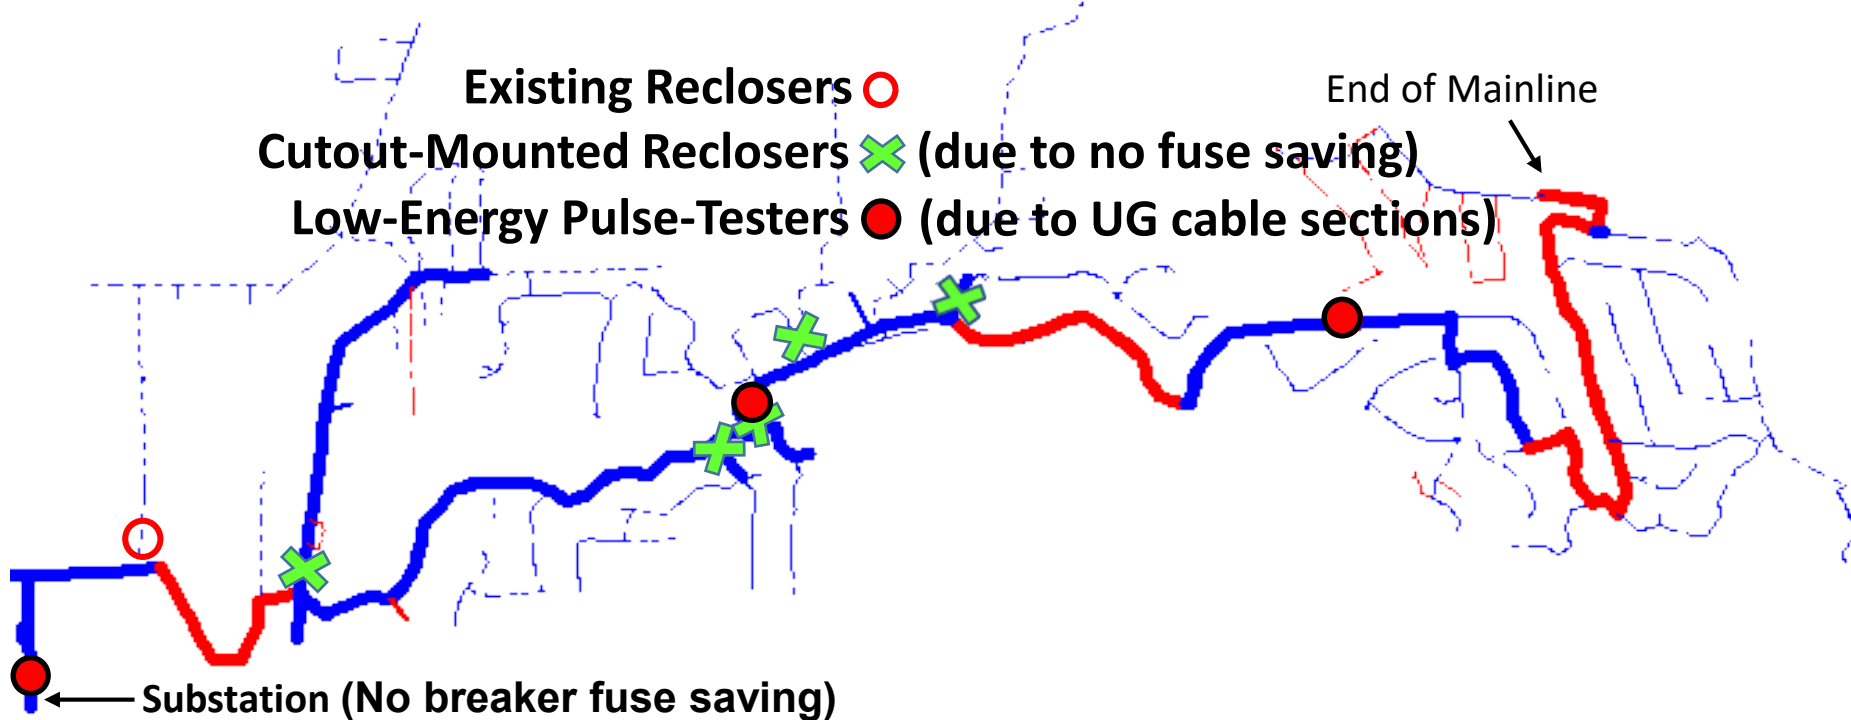 Existing Reclosers
End of Mainline
Cutout-Mounted Reclosers (due to no fuse saving)
Low-Energy Pulse-Testers (due to UG cable sections)
Substation (No breaker fuse saving)